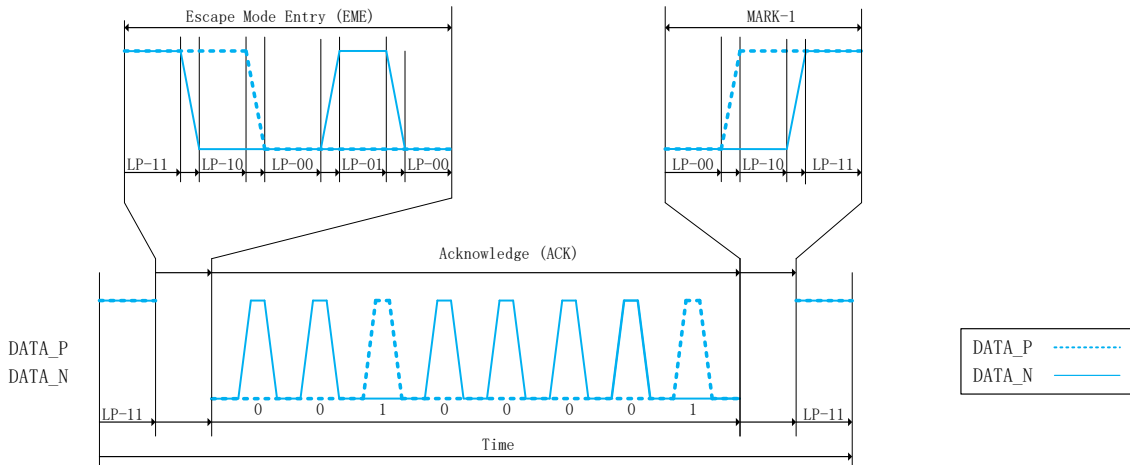 Escape Mode Entry (EME)
MARK-1
LP-11 LP-10 LP-00 LP-01 LP-00
LP-00 LP-10 LP-11
Acknowledge (ACK)
DATA_P
DATA_N
0 0 1 0 0 0 0 1
LP-11
LP-11
Time
DATA_P
DATA_N